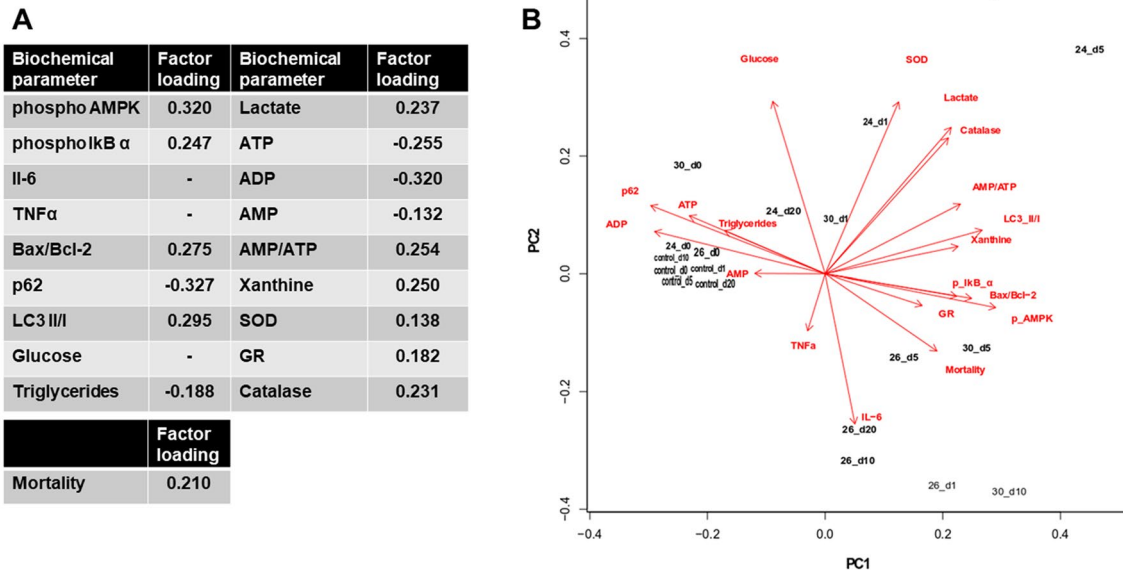 A
Biochemical parameter Factor loading Biochemical parameter Factor loading
phospho AMPK 0.320 Lactate 0.237
phosphoIkB α 0.247 ATP -0.255
Il-6 - ADP -0.320
TNFα - AMP -0.132
Bax/Bcl-2 0.275 AMP/ATP 0.254
p62 -0.327 Xanthine 0.250
LC3 II/I 0.295 SOD 0.138
Glucose - GR 0.182
Triglycerides -0.188 Catalase 0.231
Factor loading
Mortality 0.210
B
PC2
0.4
0.2
0.0
-0.2
-0.4
24_d5
Glucose
SOD
Lactate
24_d1
Catalase
30_d0
p62
AMP/ATP
ATP
24_d20
30_d1
LC3_II/I
ADP
Triglycerides
Xanthine
24_d0
26_d0
control_d10
control_d0
control_d1
AMP
control_d5
control_d20
p_IkB_α
Bax/Bcl-2
GR
p_AMPK
TNFa
26_d5
30_d5
Mortality
IL-6
26_d20
26_d10
26_d1
30_d10
-0.4 -0.2 0.0 0.2 0.4
PC1